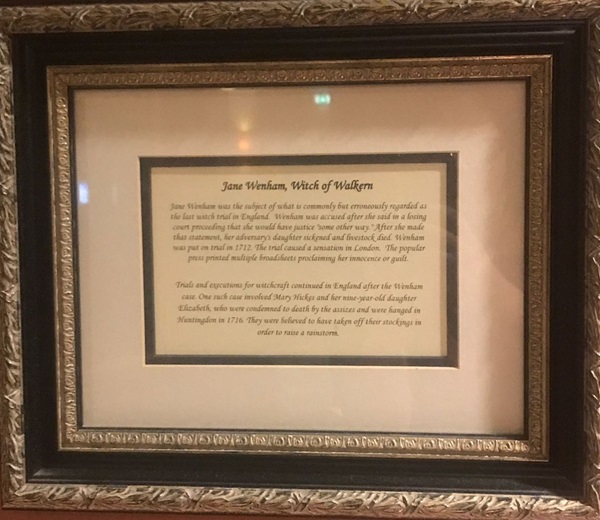 Jane Wenham, Witch of Walkern
Jane Wenham was the subject of what is commonly but erroneously regarded as
the last witch trial in England. Wenham was accused after she said in a losing
court proceeding that she would have justice "some other way." After she made
that statement, her adversary's daughter sickened and livestock died. Wenham
was put on trial in 1712. The trial caused a sensation in London. The popular
press printed multiple broadsheets proclaiming her innocence or guilt.
Trials and executions for witchcraft continued in England after the Wenham
case. One such case involved Mary Hickes and her nine-year-old daughter
Elizabeth, who were condemned to death by the assizes and were hanged in
Huntingdon in 1716. They were believed to have taken off their stockings in
order to raise a rainstorm.